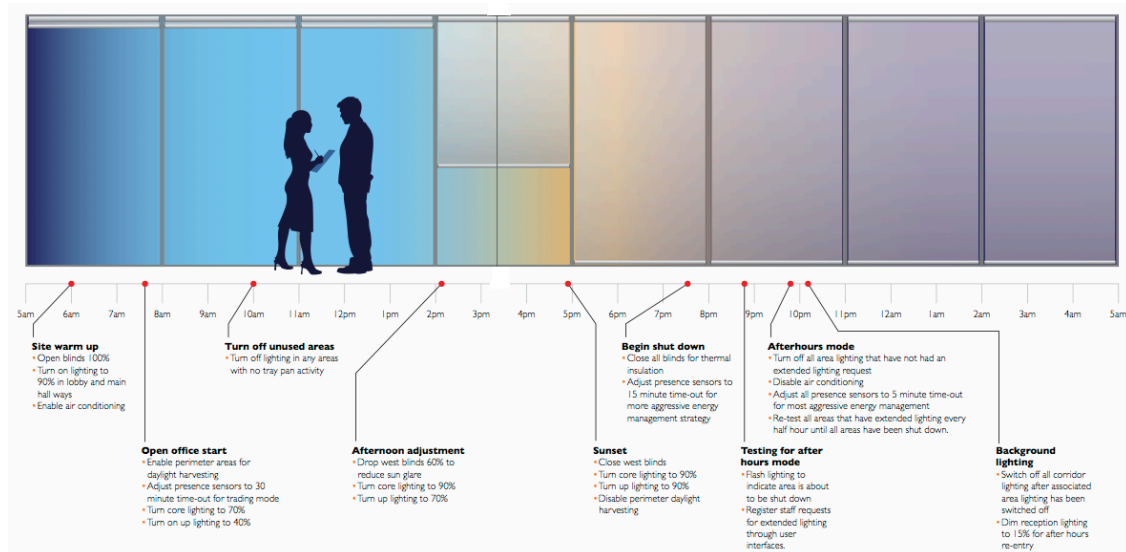 5am
6am
7am
8am
9am
10am
11am
12pm
1pm
2pm
3pm
4pm
5pm
6pm
7pm
8pm
9pm
10pm
11pm
12am
1am
2am
3am
4am
5am
Site warm up
• Open blinds 100%
• Turn on lighting to
90% in lobby and main
hall ways
• Enable air conditioning
Open office start
• Enable perimeter areas for
daylight harvesting
• Adjust presence sensors to 30
minute time-out for trading mode
• Turn core lighting to 70%
• Turn on up lighting to 40%
Turn off unused areas
• Turn off lighting in any areas
with no tray pan activity
Afternoon adjustment
• Drop west blinds 60% to
reduce sun glare
• Turn core lighting to 90%
• Turn up lighting to 70%
Sunset
• Close west blinds
• Turn core lighting to 90%
• Turn up lighting to 90%
• Disable perimeter daylight
harvesting
Begin shut down
• Close all blinds for thermal
insulation
• Adjust presence sensors to
15 minute time-out for
more aggressive energy
management strategy
Testing for after
hours mode
• Flash lighting to
indicate area is about
to be shut down
• Register staff requests
for extended lighting
through user
interfaces.
Afterhours mode
• Turn off all area lighting that have not had an
extended lighting request
• Disable air conditioning
• Adjust all presence sensors to 5 minute time-out
for most aggressive energy management
• Re-test all areas that have extended lighting every
half hour until all areas have been shut down.
Background
lighting
• Switch off all corridor
lighting after associated
area lighting has been
switched off
• Dim reception lighting
to 15% for after hours
re-entry